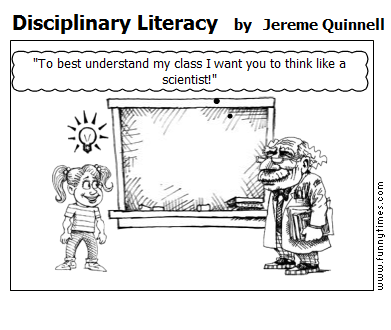 Disciplinary Literacy by Jereme Quinnell
"To best understand my class I want you to think like a
scientist!"
www.funnytimes.com